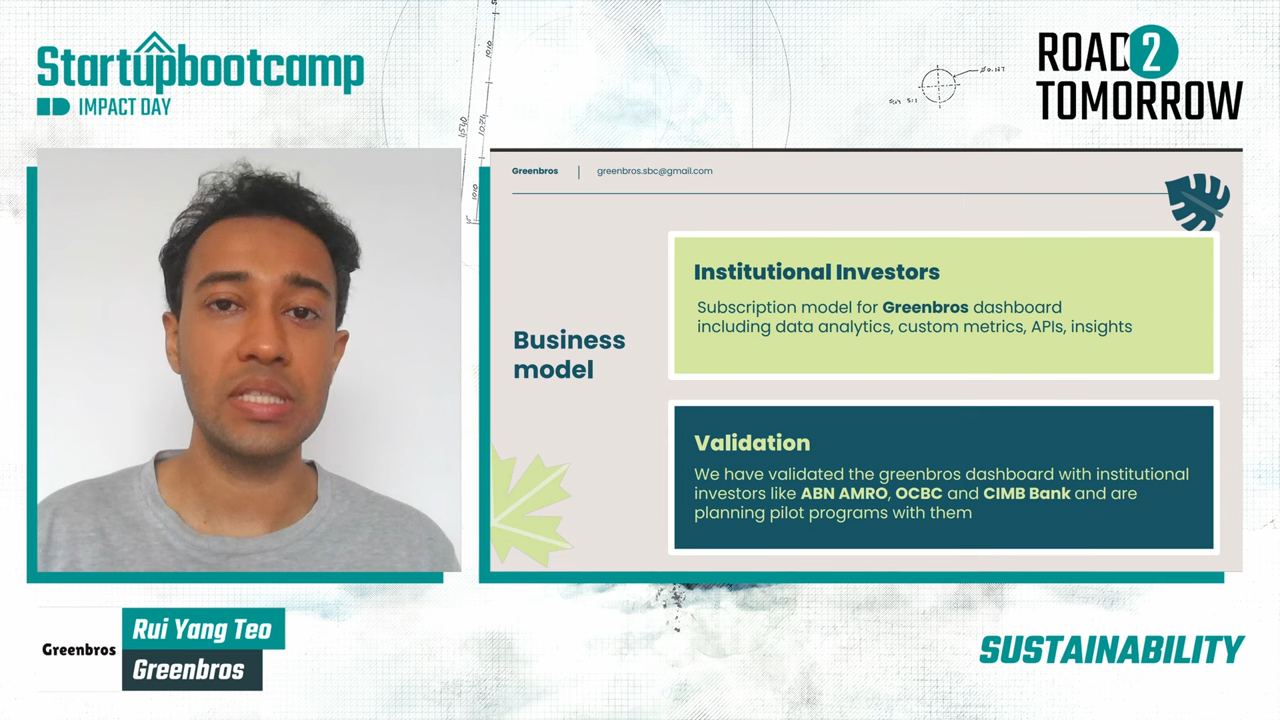 Startupbootcamp
IMPACT DAY
ROAD 2
TOMORROW
Greenbros | greenbros.sbc@gmail.com
Business
model
Institutional Investors
Subscription model for Greenbros dashboard
including data analytics, custom metrics, APIs, insights
Validation
We have validated the greenbros dashboard with institutional
investors like ABN AMRO, OCBC and CIMB Bank and are
planning pilot programs with them
Greenbros
Rui Yang Teo
Greenbros
SUSTAINABILITY
1010
1010